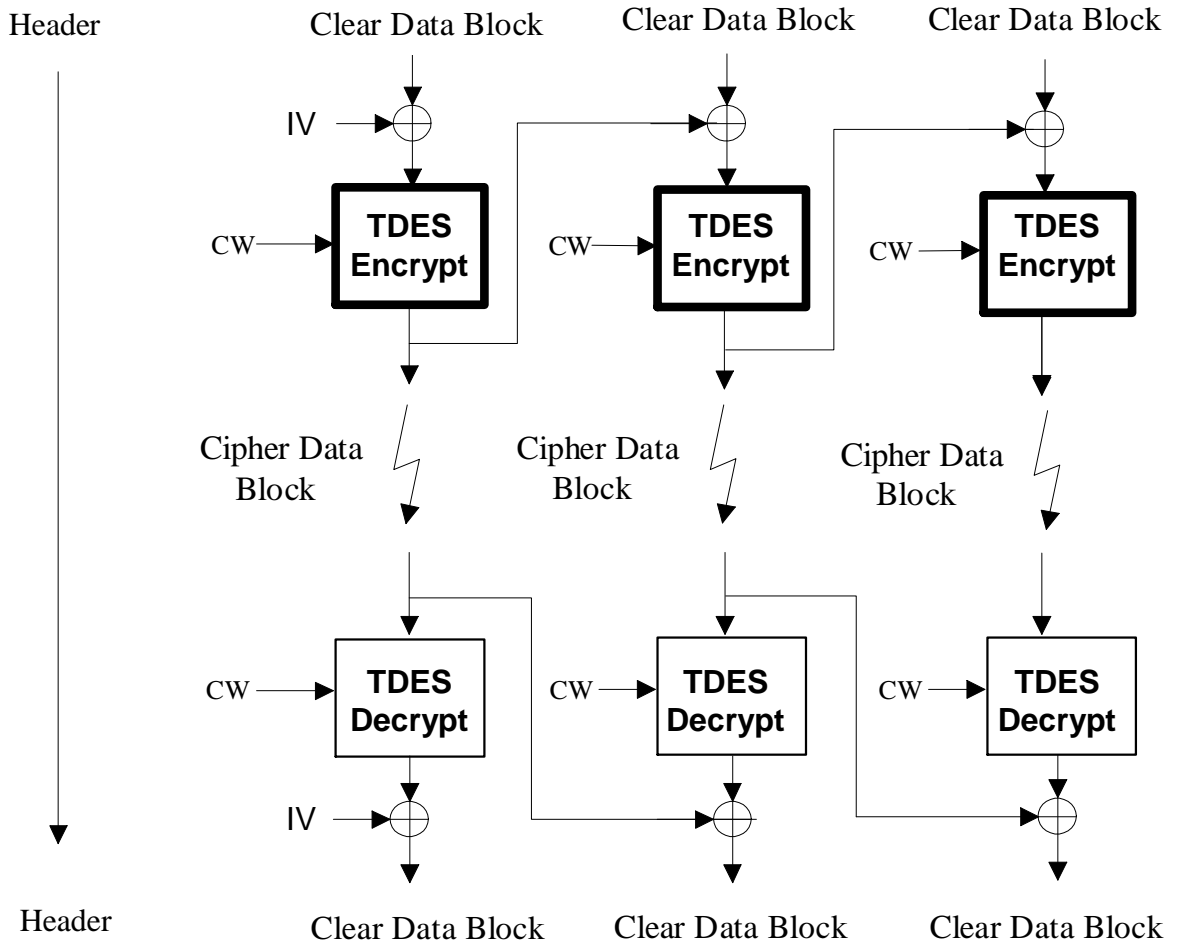 Header
Clear Data Block
Clear Data Block
Clear Data Block
IV
TDES
Encrypt
TDES
Encrypt
TDES
Encrypt
CW
CW
CW
Cipher Data
Block
Cipher Data
Block
Cipher Data
Block
CW
TDES
Decrypt
CW
TDES
Decrypt
CW
TDES
Decrypt
IV
Header
Clear Data Block
Clear Data Block
Clear Data Block